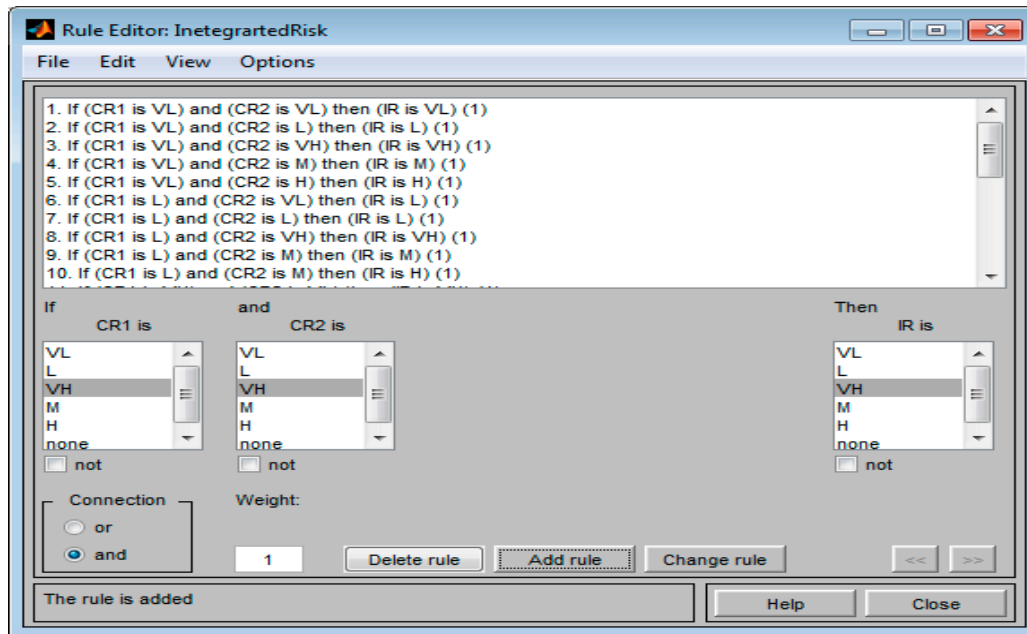 Rule Editor: InetegrartedRisk
File Edit View Options
1. If (CR1 is VL) and (CR2 is VL) then (IR is VL) (1)
2. If (CR1 is VL) and (CR2 is L) then (IR is L) (1)
3. If (CR1 is VL) and (CR2 is VH) then (IR is VH) (1)
4. If (CR1 is VL) and (CR2 is M) then (IR is M) (1)
5. If (CR1 is VL) and (CR2 is H) then (IR is H) (1)
6. If (CR1 is L) and (CR2 is VL) then (IR is L) (1)
7. If (CR1 is L) and (CR2 is L) then (IR is L) (1)
8. If (CR1 is L) and (CR2 is VH) then (IR is VH) (1)
9. If (CR1 is L) and (CR2 is M) then (IR is M) (1)
10. If (CR1 is L) and (CR2 is M) then (IR is H) (1)
If and Then
CR1 is CR2 is IR is
VL VL VL
L L L
VH VH VH
M M M
H H H
none none none
not not not
Connection Weight:
or
and 1 Delete rule Add rule Change rule << >>
The rule is added Help Close